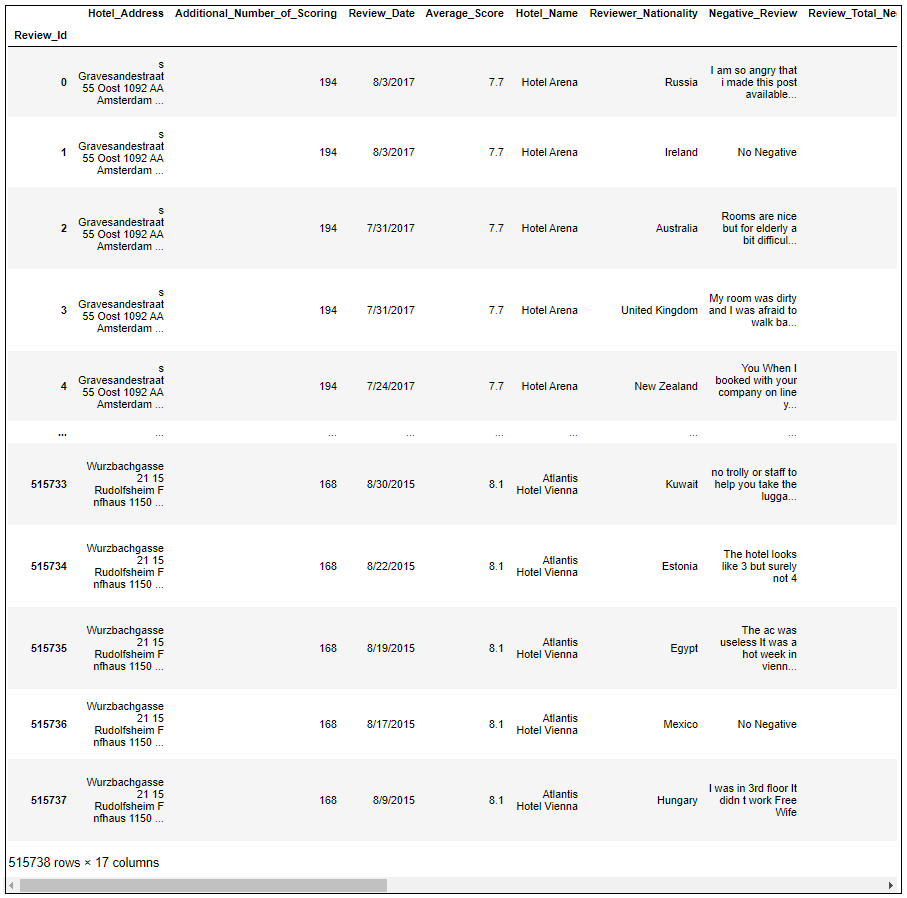 Hotel_Address Additional_Number_of_Scoring Review_Date Average_Score Hotel_Name Reviewer_Nationality Negative_Review Review_Total_Ne
Review_Id
s
Gravesandestraat
55 Oost 1092 AA
Amsterdam ...
0 194 8/3/2017 7.7 Hotel Arena Russia
I am so angry that
i made this post
available...
s
Gravesandestraat
55 Oost 1092 AA
Amsterdam ...
1 194 8/3/2017 7.7 Hotel Arena Ireland No Negative
s
Gravesandestraat
55 Oost 1092 AA
Amsterdam ...
2 194 7/31/2017 7.7 Hotel Arena Australia
Rooms are nice
but for elderly a
bit difficul...
s
Gravesandestraat
55 Oost 1092 AA
Amsterdam ...
3 194 7/31/2017 7.7 Hotel Arena United Kingdom
My room was dirty
and I was afraid to
walk ba...
s
Gravesandestraat
55 Oost 1092 AA
Amsterdam ...
4 194 7/24/2017 7.7 Hotel Arena New Zealand
You When I
booked with your
company on line
y...
... ... ... ... ... ... ... ...
Wurzbachgasse
21 15
Rudolfsheim F
nfhaus 1150 ...
515733 168 8/30/2015 8.1
Atlantis
Hotel Vienna
Kuwait
no trolly or staff to
help you take the
lugga...
Wurzbachgasse
21 15
Rudolfsheim F
nfhaus 1150 ...
515734 168 8/22/2015 8.1
Atlantis
Hotel Vienna
Estonia
The hotel looks
like 3 but surely
not 4
Wurzbachgasse
21 15
Rudolfsheim F
nfhaus 1150 ...
515735 168 8/19/2015 8.1
Atlantis
Hotel Vienna
Egypt
The ac was
useless It was a
hot week in
vienn...
Wurzbachgasse
21 15
Rudolfsheim F
nfhaus 1150 ...
515736 168 8/17/2015 8.1
Atlantis
Hotel Vienna
Mexico No Negative
Wurzbachgasse
21 15
Rudolfsheim F
nfhaus 1150 ...
515737 168 8/9/2015 8.1
Atlantis
Hotel Vienna
Hungary
I was in 3rd floor It
didn t work Free
Wife
515738 rows × 17 columns